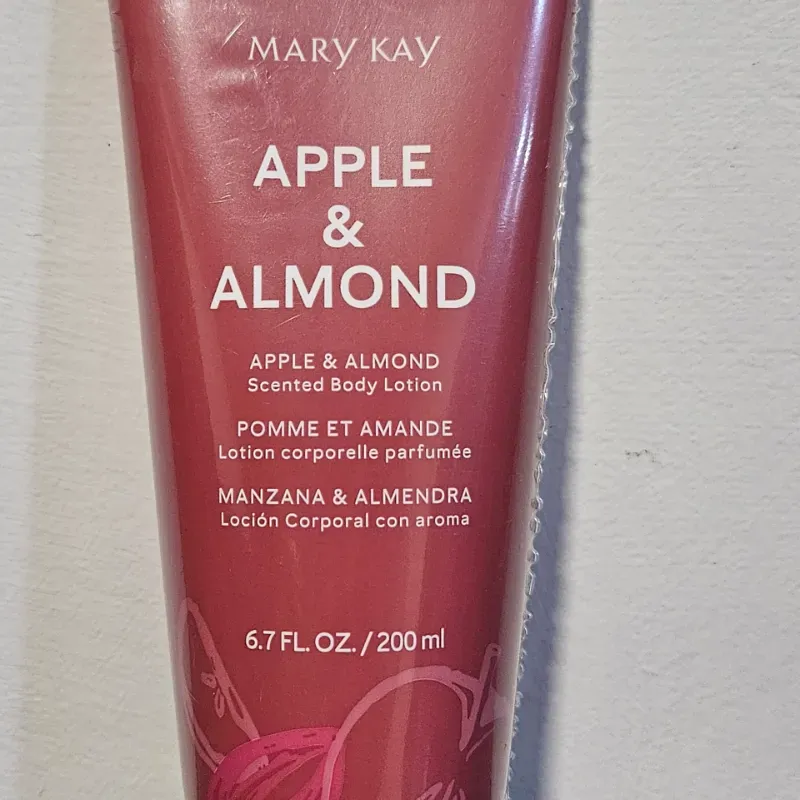 MARY KAY
APPLE
&
ALMOND
APPLE & ALMOND
Scented Body Lotion
POMME ET AMANDE
Lotion corporelle parfumée
MANZANA & ALMENDRA
Loción Corporal con aroma
6.7 FL. OZ. / 200 ml